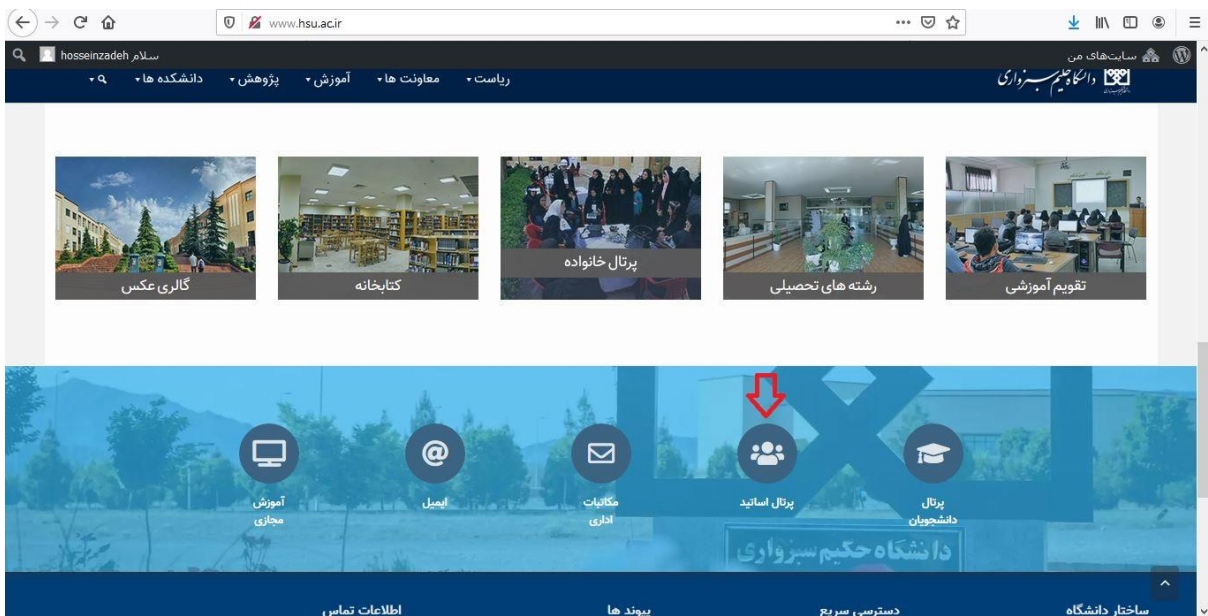 www.hsu.ac.ir
سایت‌های من
سلام hosseinzadeh
دانشگاه حکیم سبزواری
ریاست
معاونت ها
آموزش
پژوهش
دانشکده ها
تقویم آموزشی
رشته های تحصیلی
پرتال خانواده
کتابخانه
گالری عکس
پرتال
دانشجویان
پرتال اساتید
مکاتبات
اداری
ایمیل
آموزش
مجازی
دانشگاه حکیم سبزواری
ساختار دانشگاه
دسترسی سریع
پیوند ها
اطلاعات تماس